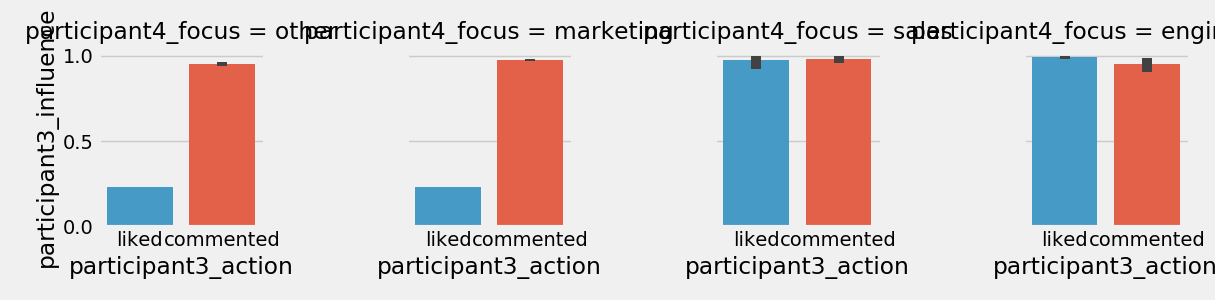 participant4_focus = other
participant4_focus = marketing
participant4_focus = sales
participant4_focus =
participant3_influence
1.0
0.5
0.0
liked commented
liked commented
liked commented
liked commented
participant3_action
participant3_action
participant3_action
participant3_action